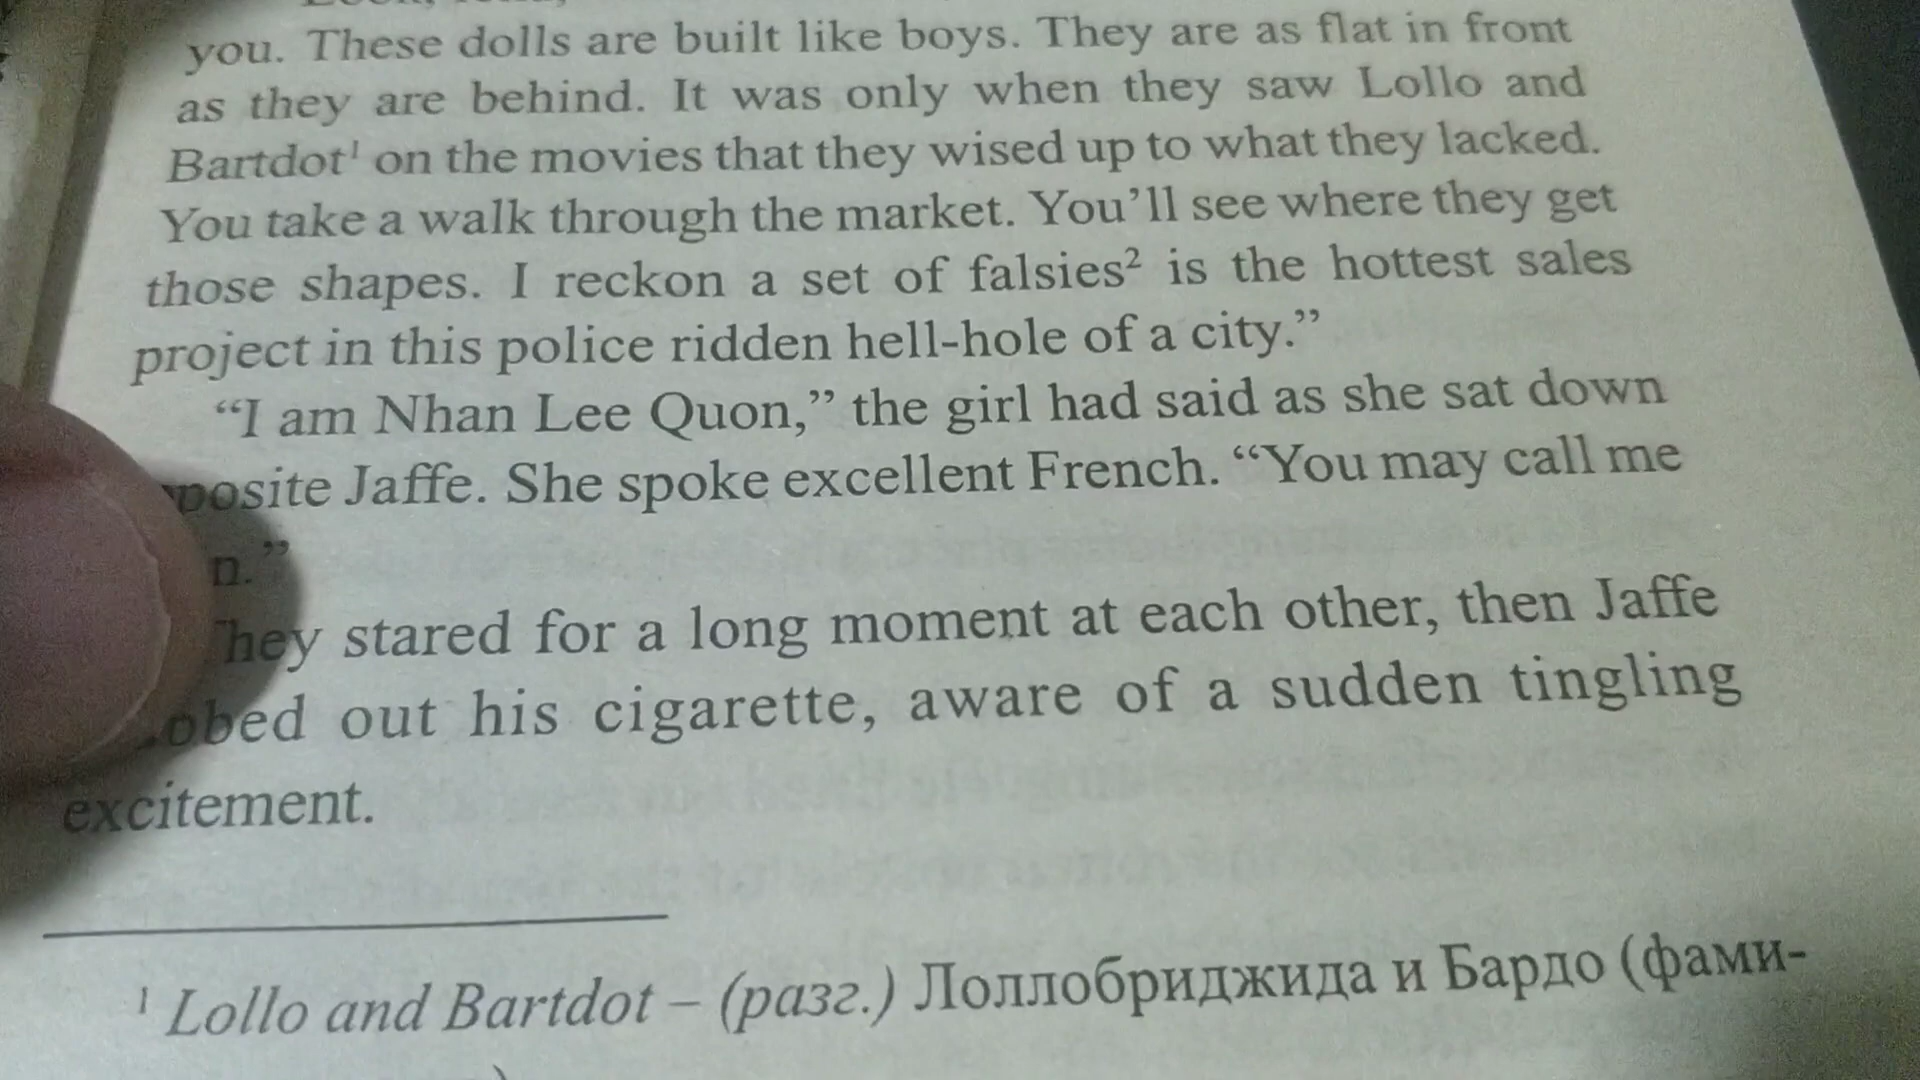 you. These dolls are built like boys. They are as flat in front
as they are behind. It was only when they saw Lollo and
Bartdot¹ on the movies that they wised up to what they lacked.
You take a walk through the market. You’ll see where they get
those shapes. I reckon a set of falsies² is the hottest sales
project in this police ridden hell-hole of a city.”
“I am Nhan Lee Quon,” the girl had said as she sat down
posite Jaffe. She spoke excellent French. “You may call me
n.”
hey stared for a long moment at each other, then Jaffe
obed out his cigarette, aware of a sudden tingling
excitement.
¹ Lollo and Bartdot – (разг.) Лоллобриджида и Бардо (фами-